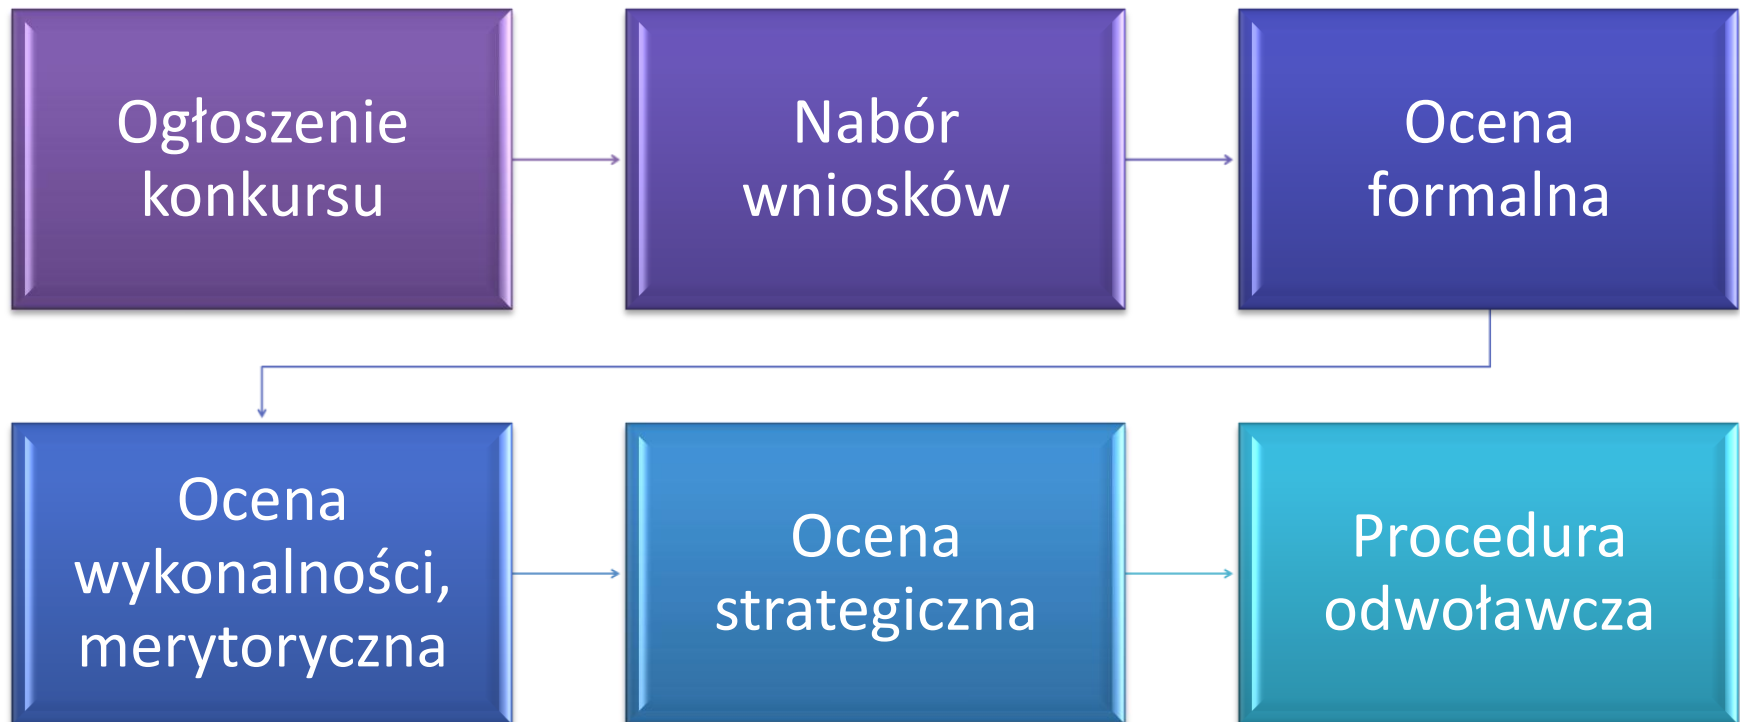 Ogłoszenie
konkursu
Nabór
wniosków
Ocena
formalna
Ocena
wykonalności,
merytoryczna
Ocena
strategiczna
Procedura
odwoławcza